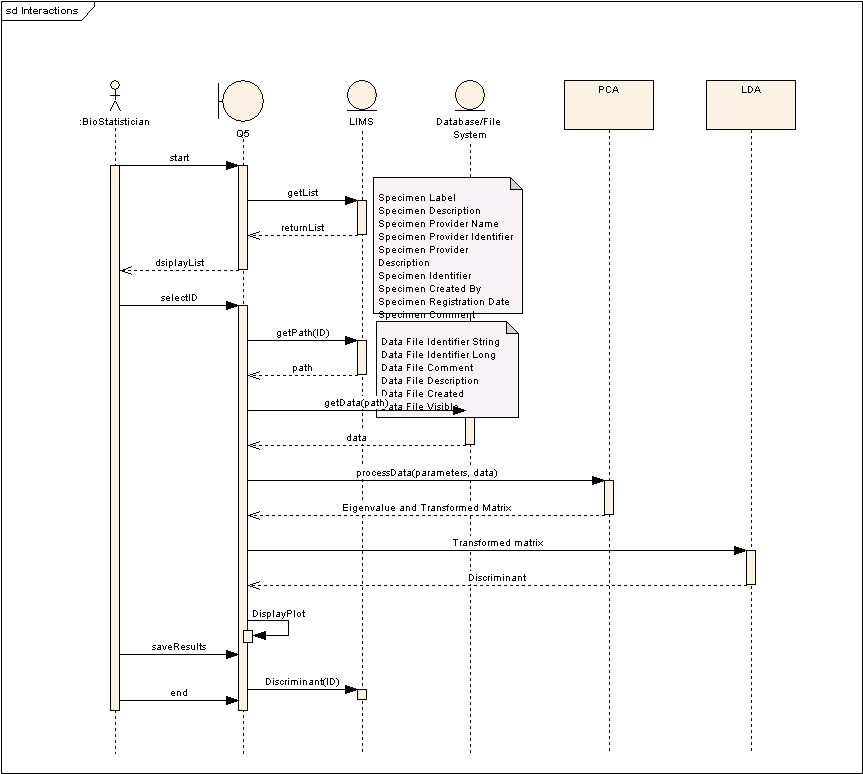 sd Interactions
:BioStatistician
Q5
LIMS
Database/File
System
PCA
LDA
start
getList
Specimen Label
Specimen Description
Specimen Provider Name
Specimen Provider Identifier
Specimen Provider
Description
Specimen Identifier
Specimen Created By
Specimen Registration Date
Specimen Comment
returnList
dsiplayList
selectID
getPath(ID)
Data File Identifier String
Data File Identifier Long
Data File Comment
Data File Description
Data File Created
Data File Visible
path
getData(path)
data
processData(parameters, data)
Eigenvalue and Transformed Matrix
Transformed matrix
Discriminant
DisplayPlot
saveResults
Discriminant(ID)
end